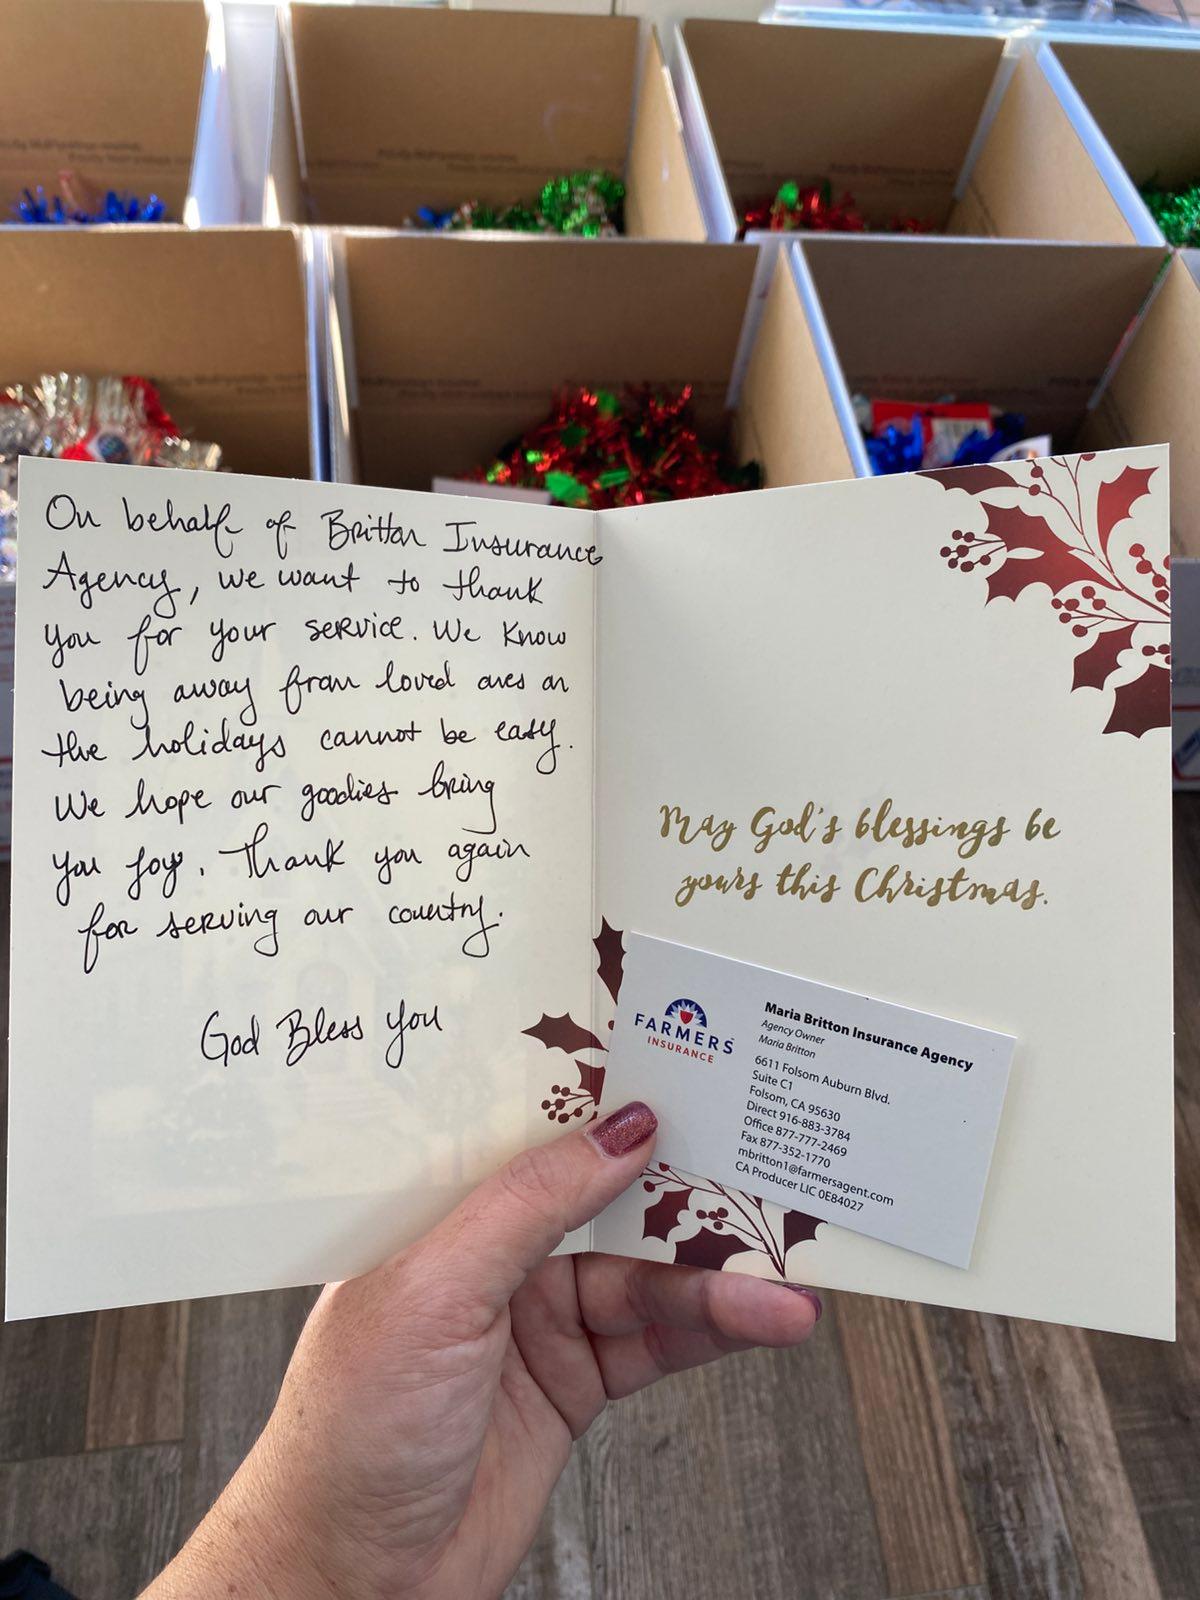 On behalf of Britton Insurance
Agency, we want to thank
you for your service. We know
being away from loved ones on
the holidays cannot be easy.
We hope our goodies bring
you joy. Thank you again
for serving our country.
God Bless You
May God's blessings be
yours this Christmas.
FARMERS
INSURANCE
Maria Britton Insurance Agency
Agency Owner
Maria Britton
6611 Folsom Auburn Blvd.
Suite C1
Folsom, CA 95630
Direct 916-883-3784
Office 877-777-2469
Fax 877-352-1770
mbritton1@farmersagent.com
CA Producer LIC 0E84027